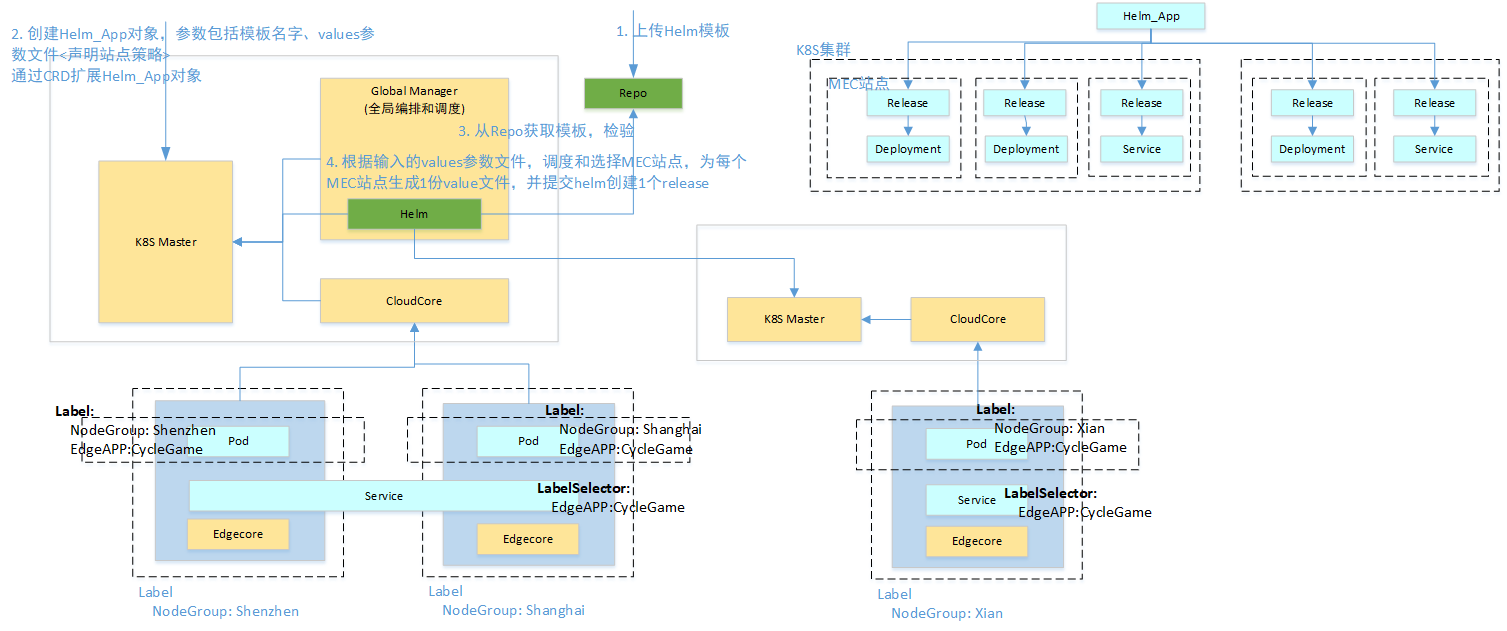 2. 创建Helm_App对象，参数包括模板名字、values参
数文件<声明站点策略>
通过CRD扩展Helm_App对象
1. 上传Helm模板
Repo
Global Manager
(全局编排和调度)
3. 从Repo获取模板，检验
4. 根据输入的values参数文件，调度和选择MEC站点，为每个
MEC站点生成1份value文件，并提交helm创建1个release
Helm
K8S Master
CloudCore
Helm_App
K8S集群
MEC站点
Release
Release
Release
Release
Release
Deployment
Deployment
Service
Deployment
Service
K8S Master
CloudCore
Label:
NodeGroup: Shenzhen
EdgeAPP:CycleGame
Pod
Label:
NodeGroup: Shanghai
EdgeAPP:CycleGame
Pod
Service
LabelSelector:
EdgeAPP:CycleGame
Edgecore
Edgecore
Label
NodeGroup: Shenzhen
Label
NodeGroup: Shanghai
Label:
NodeGroup: Xian
EdgeAPP:CycleGame
Pod
Service
LabelSelector:
EdgeAPP:CycleGame
Edgecore
Label
NodeGroup: Xian